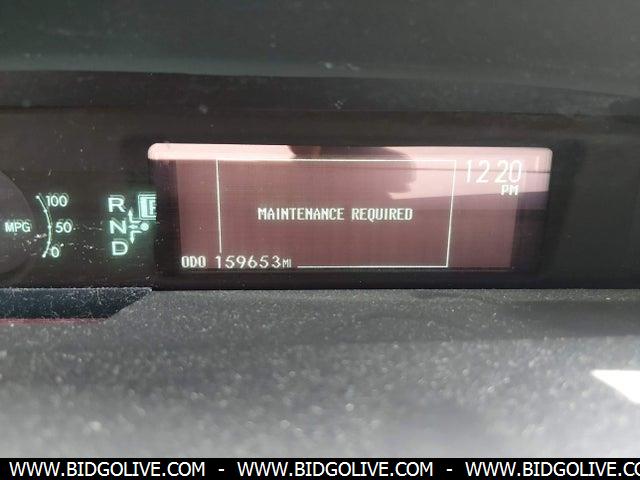 12:20
PM
100
R P
MPG 50 N
MAINTENANCE REQUIRED
D
0
ODO 159653 MI
WWW.BIDGOLIVE.COM - WWW.BIDGOLIVE.COM - WWW.BIDGOLIVE.COM